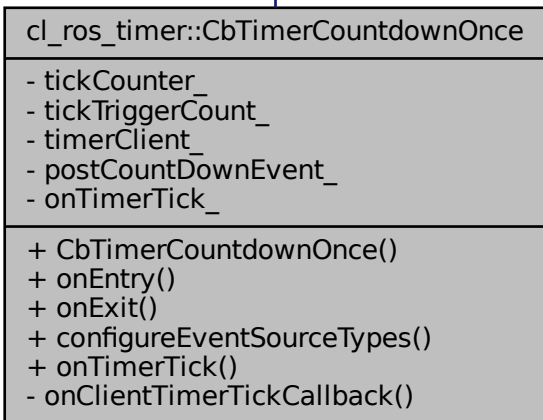 cl_ros_timer::CbTimerCountdownOnce
- tickCounter_
- tickTriggerCount_
- timerClient_
- postCountDownEvent_
- onTimerTick_
+ CbTimerCountdownOnce()
+ onEntry()
+ onExit()
+ configureEventSourceTypes()
+ onTimerTick()
- onClientTimerTickCallback()